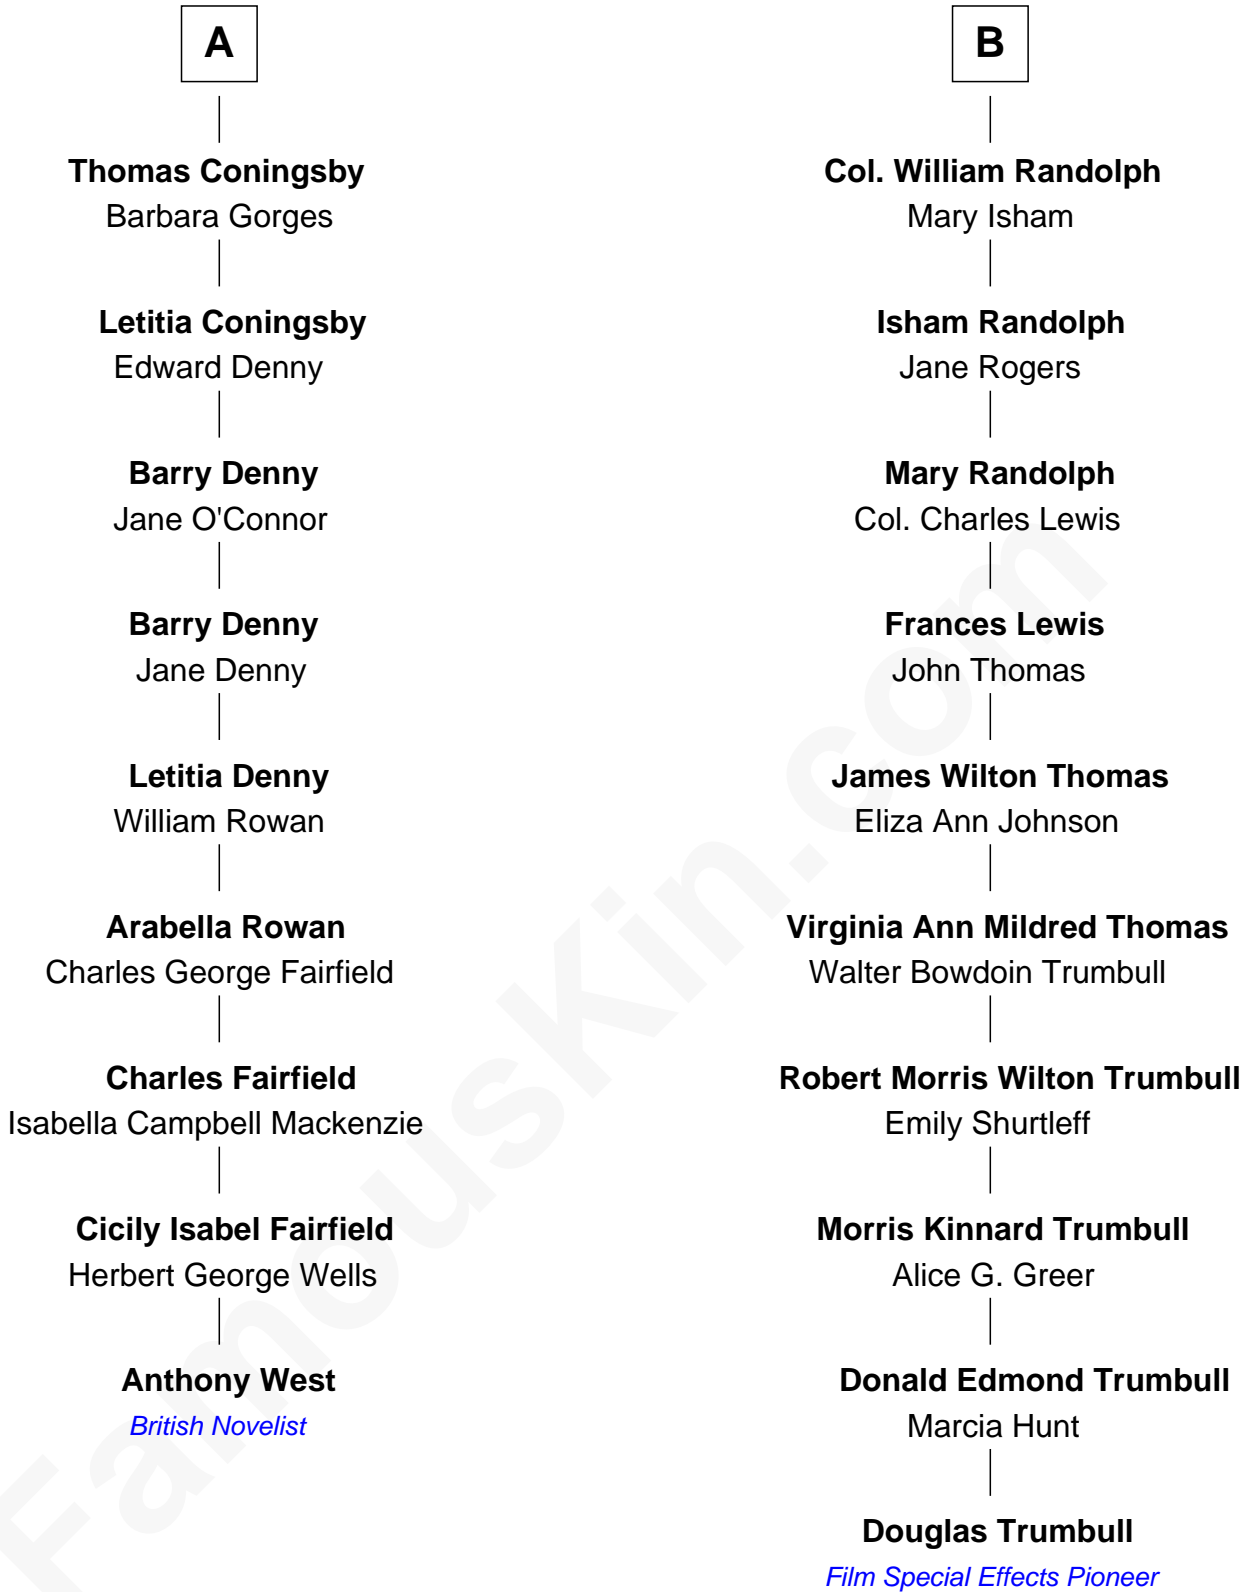 A
Thomas Coningsby
Barbara Gorges
Letitia Coningsby
Edward Denny
Barry Denny
Jane O'Connor
Barry Denny
Jane Denny
Letitia Denny
William Rowan
Arabella Rowan
Charles George Fairfield
Charles Fairfield
Isabella Campbell Mackenzie
Cicily Isabel Fairfield
Herbert George Wells
Anthony West
British Novelist
B
Col. William Randolph
Mary Isham
Isham Randolph
Jane Rogers
Mary Randolph
Col. Charles Lewis
Frances Lewis
John Thomas
James Wilton Thomas
Eliza Ann Johnson
Virginia Ann Mildred Thomas
Walter Bowdoin Trumbull
Robert Morris Wilton Trumbull
Emily Shurtleff
Morris Kinnard Trumbull
Alice G. Greer
Donald Edmond Trumbull
Marcia Hunt
Douglas Trumbull
Film Special Effects Pioneer
FamousKin.com